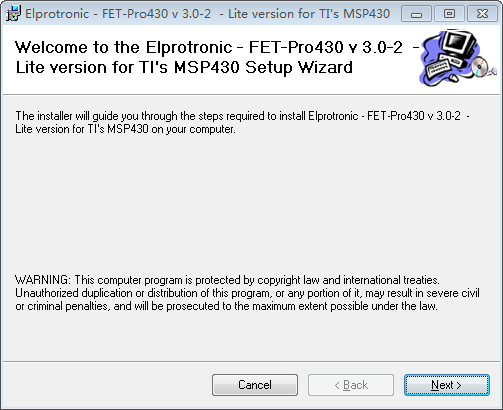 Elprotronic - FET-Pro430 v 3.0-2  - Lite version for TI's MSP430
Welcome to the Elprotronic - FET-Pro430 v 3.0-2  -
Lite version for TI's MSP430 Setup Wizard
The installer will guide you through the steps required to install Elprotronic - FET-Pro430 v 3.0-2  -
Lite version for TI's MSP430 on your computer.
WARNING: This computer program is protected by copyright law and international treaties.
Unauthorized duplication or distribution of this program, or any portion of it, may result in severe civil
or criminal penalties, and will be prosecuted to the maximum extent possible under the law.
Cancel
< Back
Next >